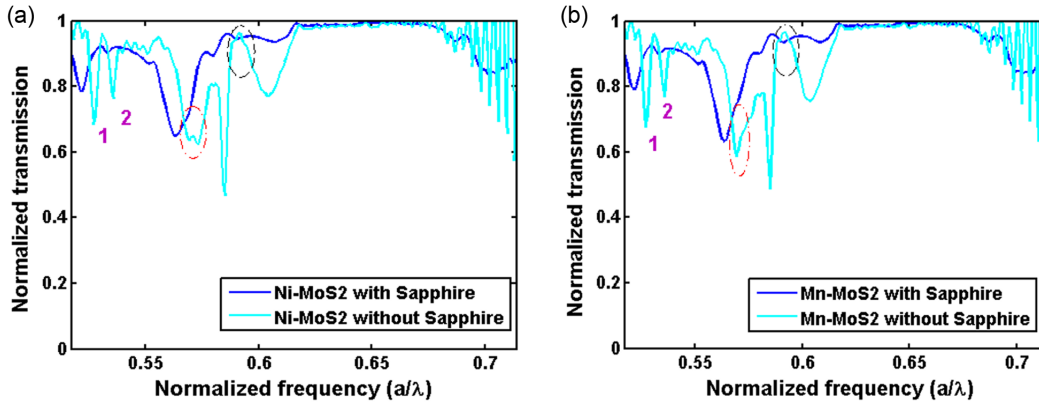 (a)
Normalized transmission
1
0.8
0.6
0.4
0.2
0
1
2
Ni-MoS2 with Sapphire
Ni-MoS2 without Sapphire
0.55
0.6
0.65
0.7
Normalized frequency (a/λ)
(b)
Normalized transmission
1
0.8
0.6
0.4
0.2
0
1
2
Mn-MoS2 with Sapphire
Mn-MoS2 without Sapphire
0.55
0.6
0.65
0.7
Normalized frequency (a/λ)